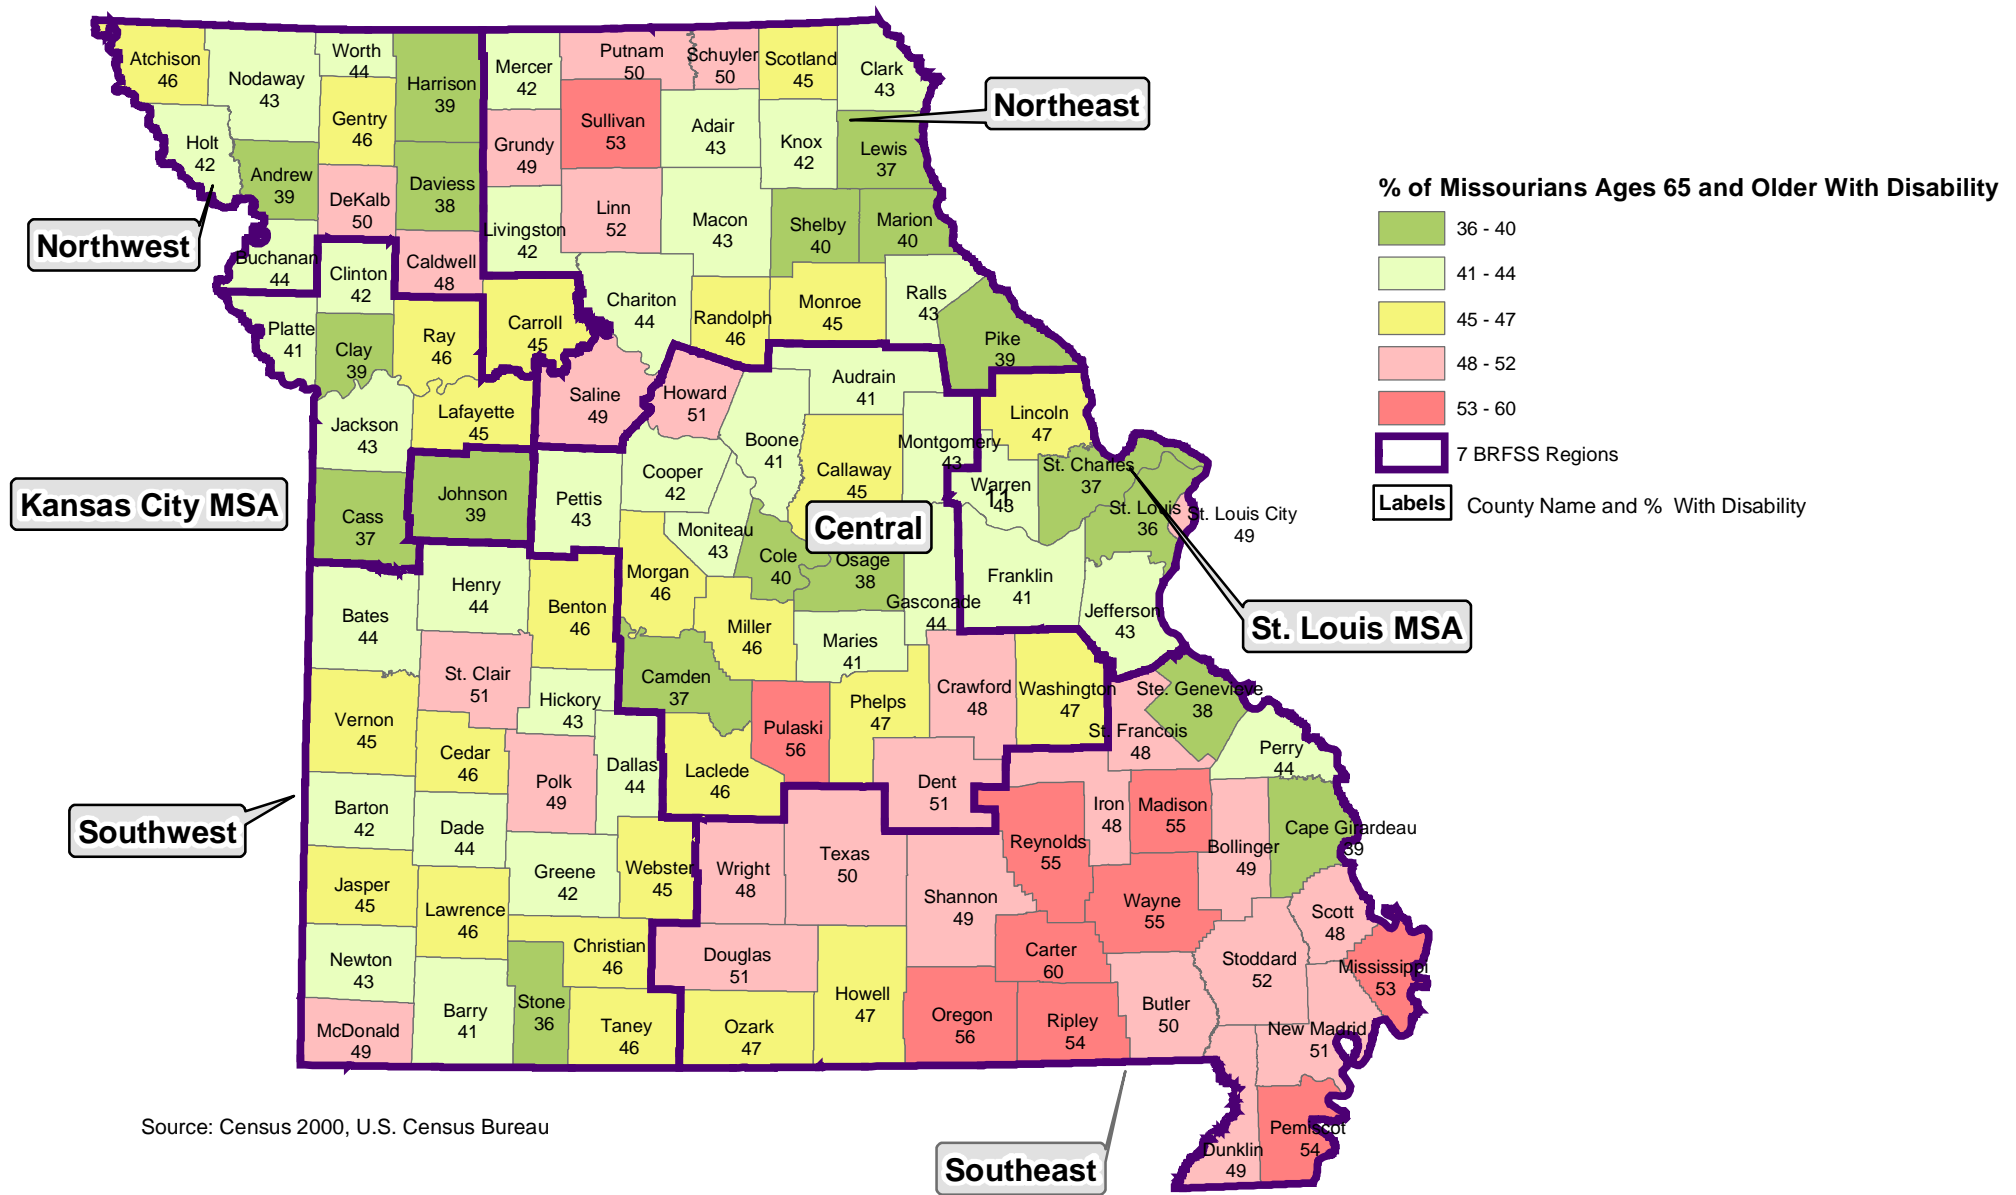 Atchison
46
Nodaway
43
Worth
44
Harrison
39
Mercer
42
Putnam
50
Schuyler
50
Scotland
45
Clark
43
Northeast
Holt
42
Gentry
46
Grundy
49
Sullivan
53
Adair
43
Knox
42
Lewis
37
Andrew
39
DeKalb
50
Daviess
38
Livingston
42
Linn
52
Macon
43
Shelby
40
Marion
40
Northwest
Buchanan
44
Clinton
42
Caldwell
48
Platte
41
Clay
39
Ray
46
Carroll
45
Chariton
44
Randolph
46
Monroe
45
Ralls
43
Pike
39
% of Missourians Ages 65 and Older With Disability
36 - 40
41 - 44
45 - 47
48 - 52
53 - 60
7 BRFSS Regions
Labels County Name and % With Disability
Jackson
43
Lafayette
45
Saline
49
Howard
51
Audrain
41
Boone
41
Callaway
45
Montgomery
43
Lincoln
47
Warren
43
11
St. Charles
37
St. Louis
36
St. Louis City
49
Kansas City MSA
Cass
37
Johnson
39
Pettis
43
Cooper
42
Moniteau
43
Central
Cole
40
Osage
38
Gasconade
44
Franklin
41
Jefferson
43
St. Louis MSA
Bates
44
Henry
44
Benton
46
Morgan
46
Miller
46
Maries
41
St. Clair
51
Hickory
43
Camden
37
Pulaski
56
Phelps
47
Crawford
48
Washington
47
Ste. Genevieve
38
St. Francois
48
Perry
44
Vernon
45
Cedar
46
Polk
49
Dallas
44
Laclede
46
Dent
51
Iron
48
Madison
55
Bollinger
49
Cape Girardeau
39
Southwest
Barton
42
Dade
44
Greene
42
Webster
45
Wright
48
Texas
50
Shannon
49
Reynolds
55
Wayne
55
Scott
48
Jasper
45
Lawrence
46
Christian
46
Douglas
51
Howell
47
Carter
60
Stoddard
52
Mississippi
53
Newton
43
Barry
41
Stone
36
Taney
46
Ozark
47
Oregon
56
Ripley
54
Butler
50
New Madrid
51
McDonald
49
Pemiscot
54
Dunklin
49
Southeast
Source: Census 2000, U.S. Census Bureau